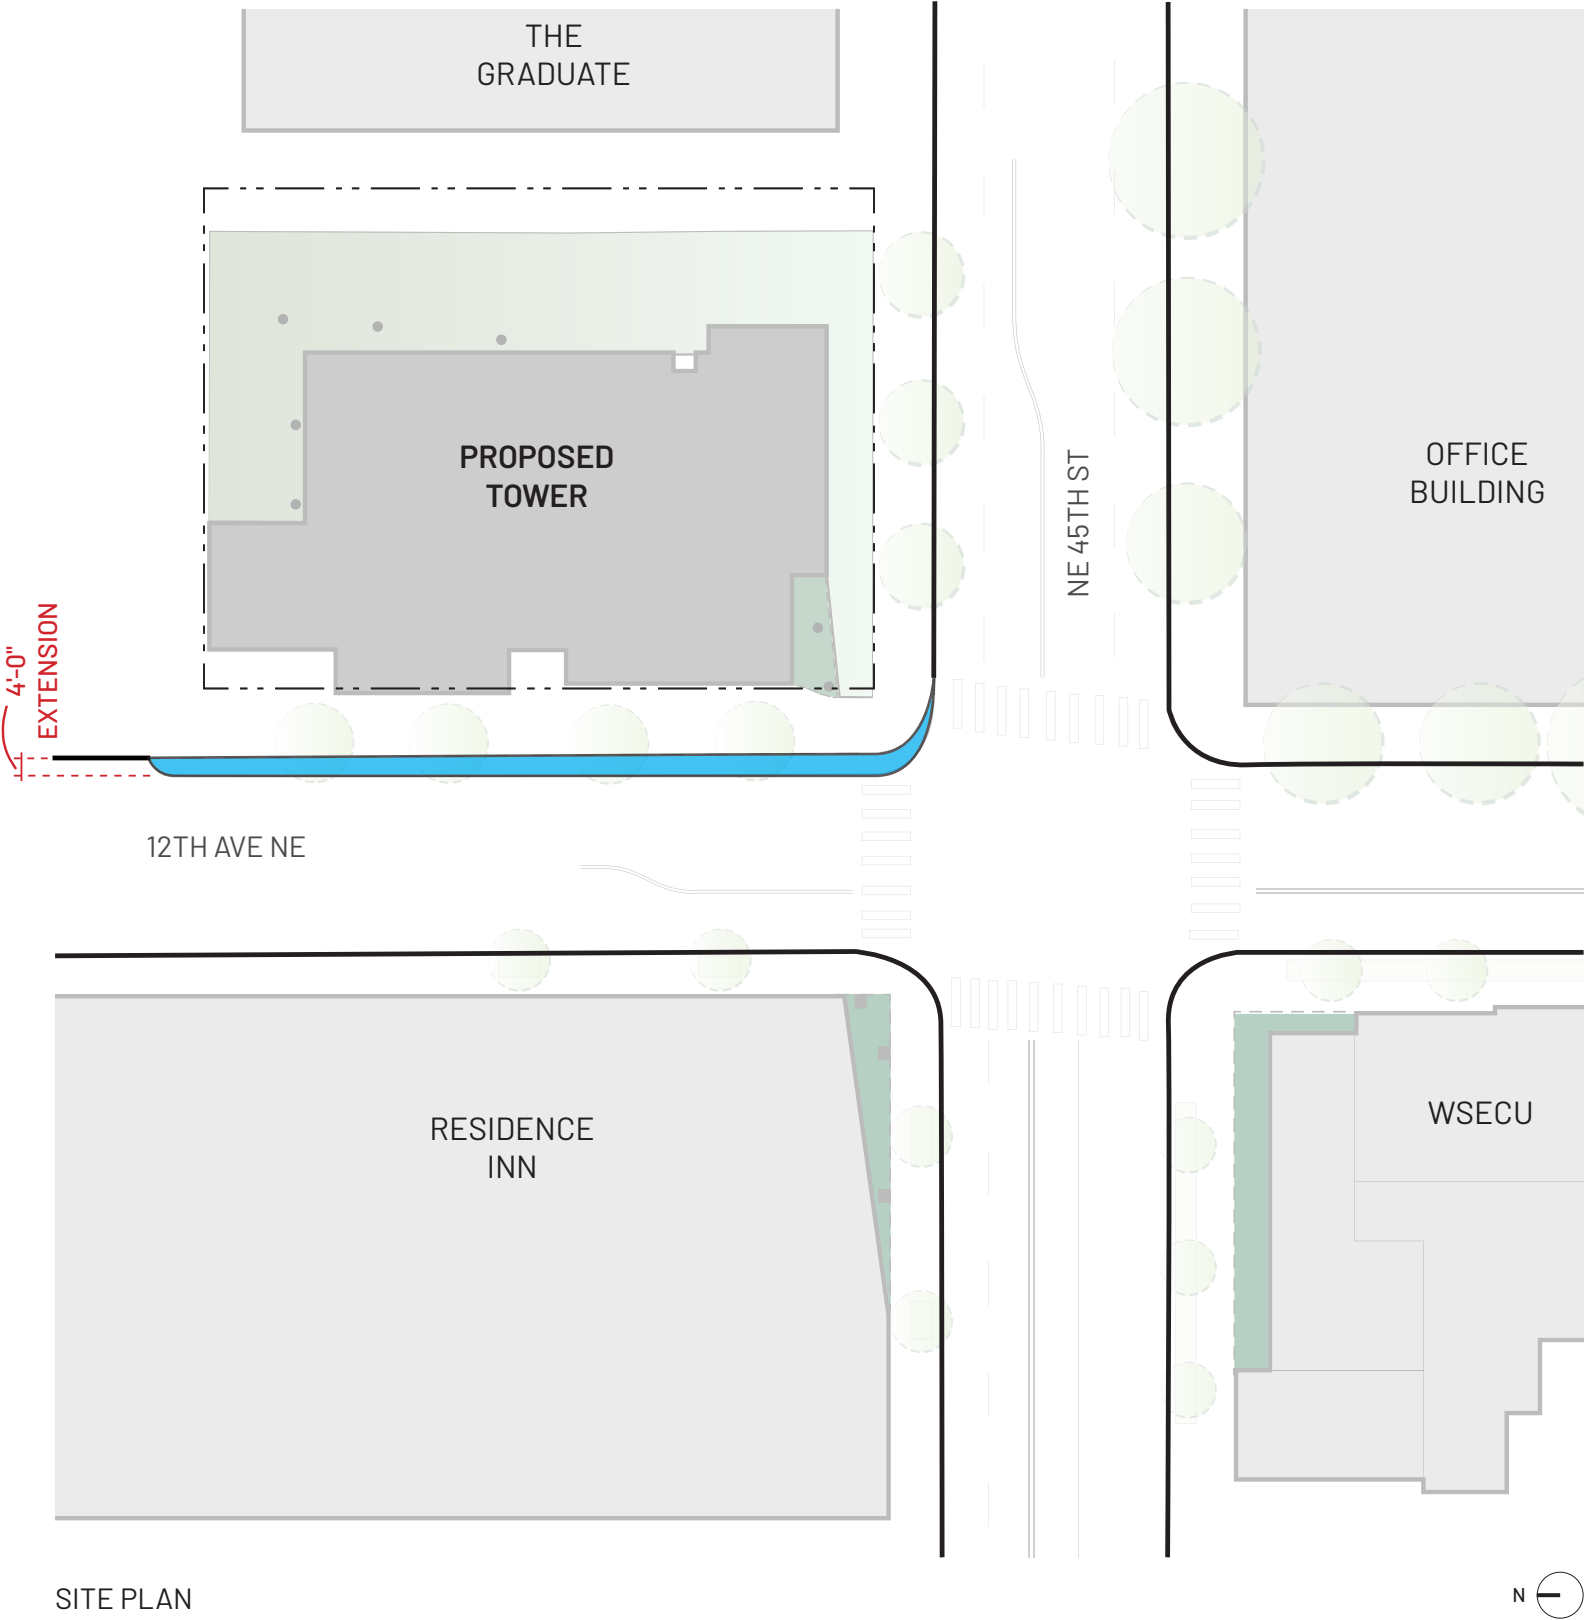 THE
GRADUATE
PROPOSED
TOWER
OFFICE
BUILDING
NE 45TH ST
4'-0"
EXTENSION
12TH AVE NE
RESIDENCE
INN
WSECU
SITE PLAN
N